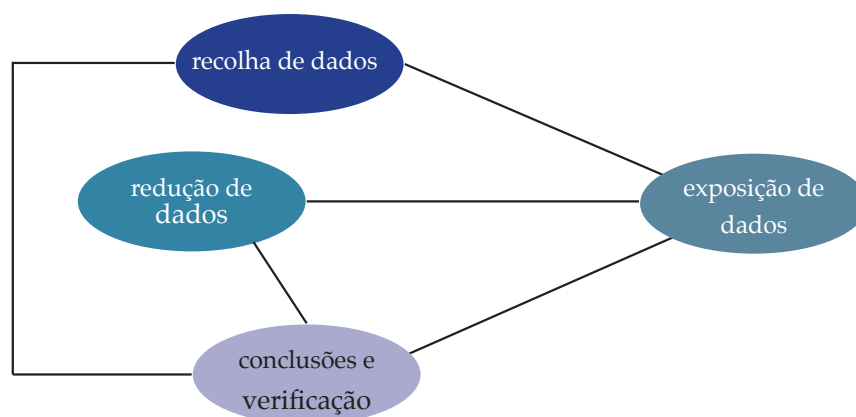 recolha de dados
redução de
dados
exposição de
dados
conclusões e
verificação